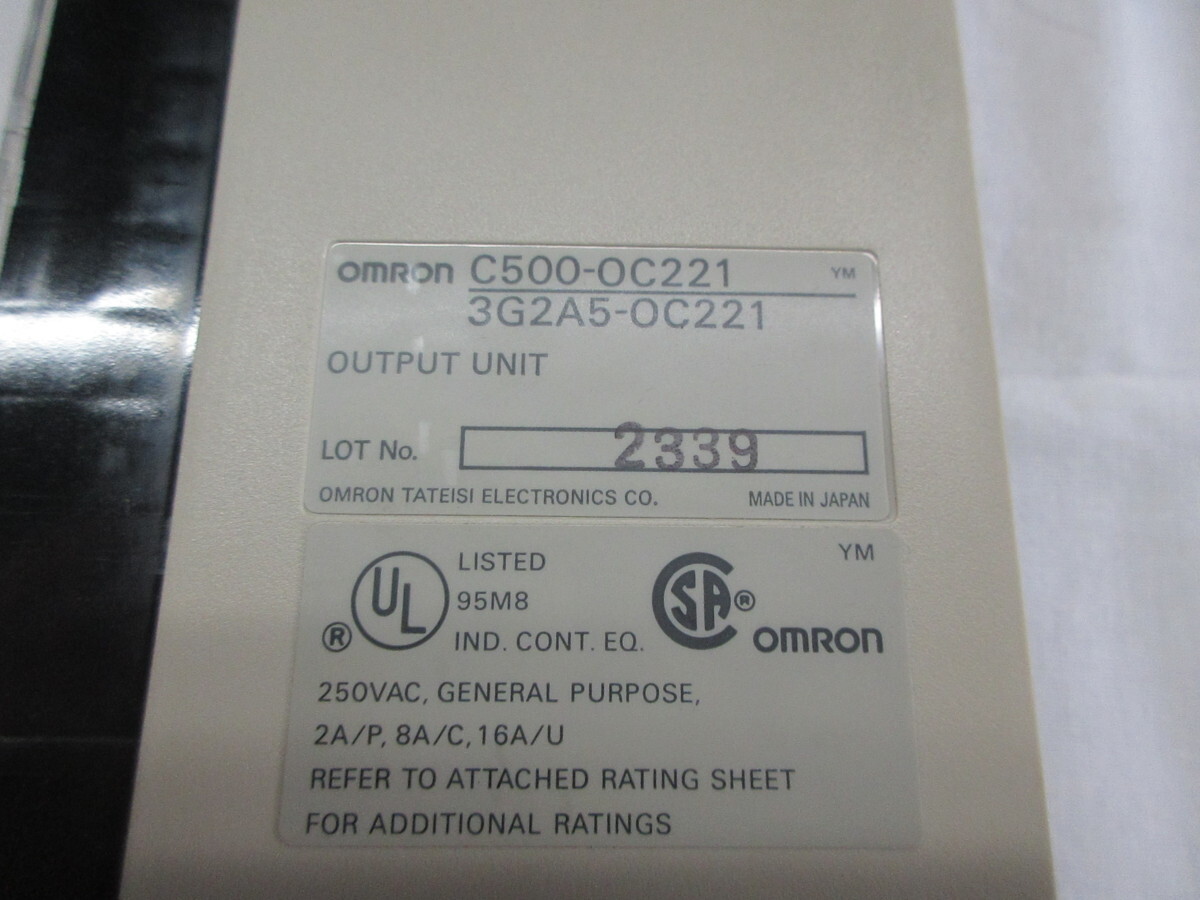 OMRON C500-OC221 YM
3G2A5-OC221
OUTPUT UNIT
LOT No. 2339
OMRON TATEISI ELECTRONICS CO. MADE IN JAPAN
YM
UL ® LISTED
95M8
IND. CONT. EQ.
SA ® OMRON
250VAC, GENERAL PURPOSE,
2A/P, 8A/C, 16A/U
REFER TO ATTACHED RATING SHEET
FOR ADDITIONAL RATINGS